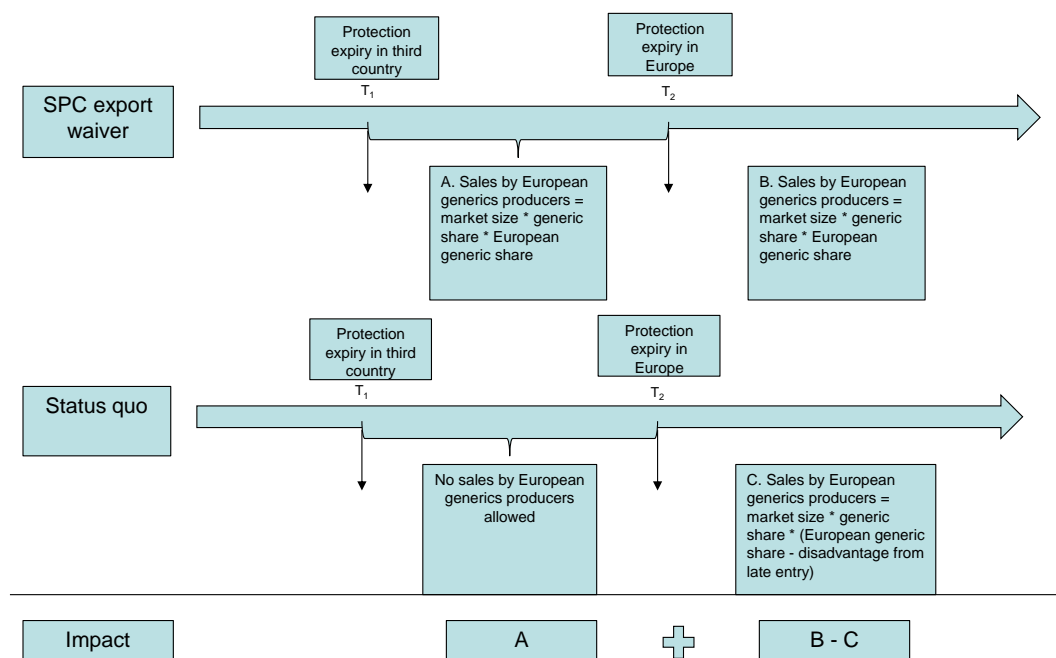 Protection
expiry in third
country
Protection
expiry in
Europe
T1
T2
SPC export
waiver
A. Sales by European
generics producers =
market size * generic
share * European
generic share
B. Sales by European
generics producers =
market size * generic
share * European
generic share
Protection
expiry in third
country
Protection
expiry in
Europe
T1
T2
Status quo
No sales by European
generics producers
allowed
C. Sales by European
generics producers =
market size * generic
share * (European generic
share - disadvantage from
late entry)
Impact
A
B - C